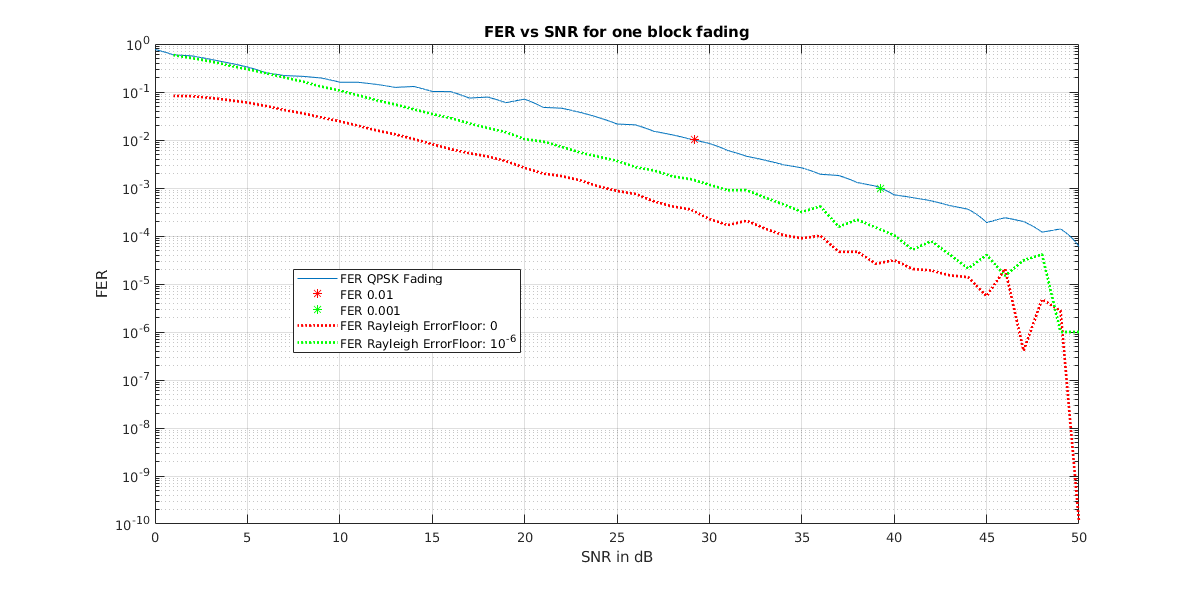 FER vs SNR for one block fading
10^0
10^-1
10^-2
10^-3
10^-4
10^-5
10^-6
10^-7
10^-8
10^-9
10^-10
FER
FER QPSK Fading
FER 0.01
FER 0.001
FER Rayleigh ErrorFloor: 0
FER Rayleigh ErrorFloor: 10^-6
0 5 10 15 20 25 30 35 40 45 50
SNR in dB